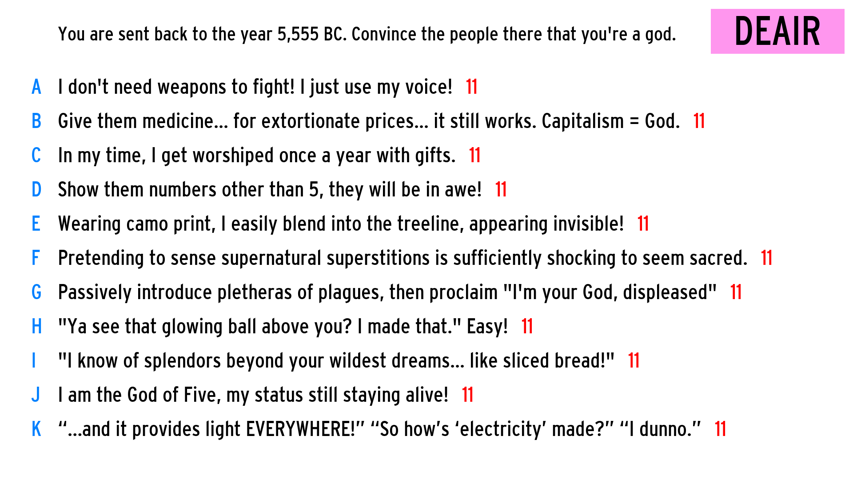 You are sent back to the year 5,555 BC. Convince the people there that you're a god.
DEAIR
A I don't need weapons to fight! I just use my voice! 11
B Give them medicine... for extortionate prices... it still works. Capitalism = God. 11
C In my time, I get worshiped once a year with gifts. 11
D Show them numbers other than 5, they will be in awe! 11
E Wearing camo print, I easily blend into the treeline, appearing invisible! 11
F Pretending to sense supernatural superstitions is sufficiently shocking to seem sacred. 11
G Passively introduce pletheras of plagues, then proclaim "I'm your God, displeased" 11
H "Ya see that glowing ball above you? I made that." Easy! 11
I "I know of splendors beyond your wildest dreams... like sliced bread!" 11
J I am the God of Five, my status still staying alive! 11
K “...and it provides light EVERYWHERE!” “So how’s ‘electricity’ made?” “I dunno.” 11